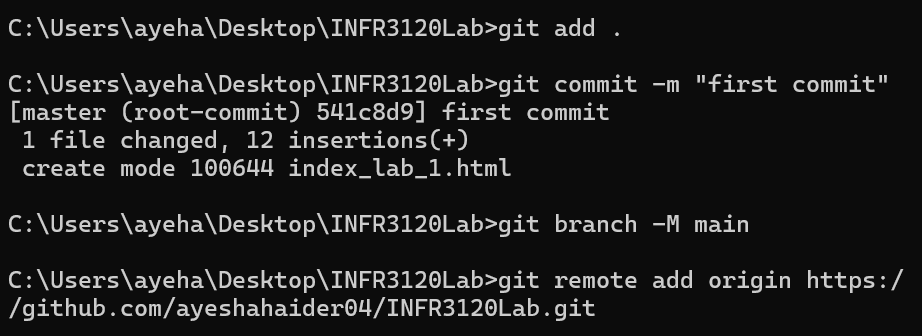 C:\Users\ayeha\Desktop\INFR3120Lab>git add .
C:\Users\ayeha\Desktop\INFR3120Lab>git commit -m "first commit"
[master (root-commit) 541c8d9] first commit
 1 file changed, 12 insertions(+)
 create mode 100644 index_lab_1.html
C:\Users\ayeha\Desktop\INFR3120Lab>git branch -M main
C:\Users\ayeha\Desktop\INFR3120Lab>git remote add origin https:/
/github.com/ayeshahaider04/INFR3120Lab.git